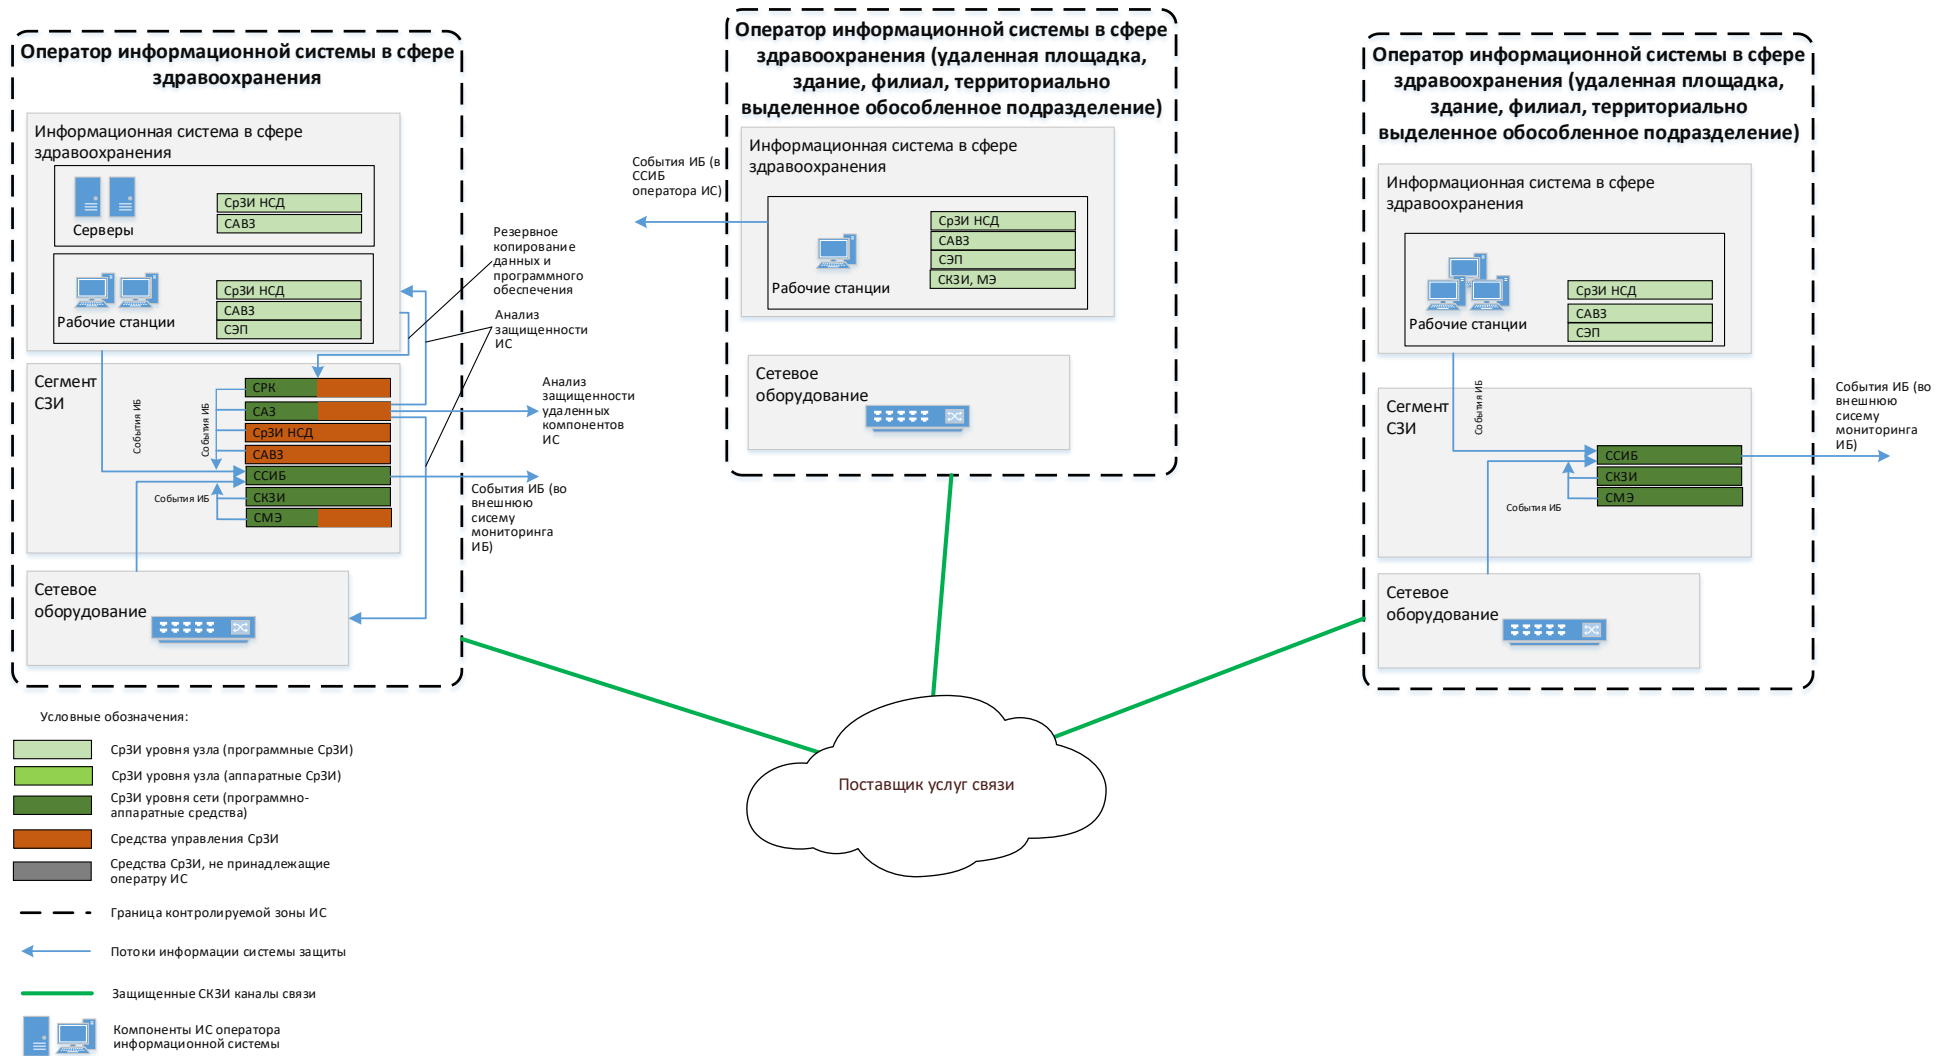 Оператор информационной системы в сфере
здравоохранения
Информационная система в сфере
здравоохранения
Серверы
СрЗИ НСД
САВЗ
Рабочие станции
СрЗИ НСД
САВЗ
СЭП
Резервное
копирование
данных и
программного
обеспечения
Анализ
защищенности
ИС
Сегмент
СЗИ
События ИБ
События ИБ
СРК
САЗ
СрЗИ НСД
САВЗ
ССИБ
СКЗИ
СМЭ
События ИБ
Анализ
защищенности
удаленных
компонентов
ИС
События ИБ (во
внешнюю
сисему
мониторинга
ИБ)
Сетевое
оборудование
Оператор информационной системы в сфере
здравоохранения (удаленная площадка,
здание, филиал, территориально
выделенное обособленное подразделение)
Информационная система в сфере
здравоохранения
События ИБ (в
ССИБ
оператора ИС)
Рабочие станции
СрЗИ НСД
САВЗ
СЭП
СКЗИ, МЭ
Сетевое
оборудование
Оператор информационной системы в сфере
здравоохранения (удаленная площадка,
здание, филиал, территориально
выделенное обособленное подразделение)
Информационная система в сфере
здравоохранения
Рабочие станции
СрЗИ НСД
САВЗ
СЭП
Сегмент
СЗИ
События ИБ
ССИБ
СКЗИ
СМЭ
События ИБ
События ИБ (во
внешнюю
сисему
мониторинга
ИБ)
Сетевое
оборудование
Поставщик услуг связи
Условные обозначения:
СрЗИ уровня узла (программные СрЗИ)
СрЗИ уровня узла (аппаратные СрЗИ)
СрЗИ уровня сети (программно-
аппаратные средства)
Средства управления СрЗИ
Средства СрЗИ, не принадлежащие
оператру ИС
Граница контролируемой зоны ИС
Потоки информации системы защиты
Защищенные СКЗИ каналы связи
Компоненты ИС оператора
информационной системы